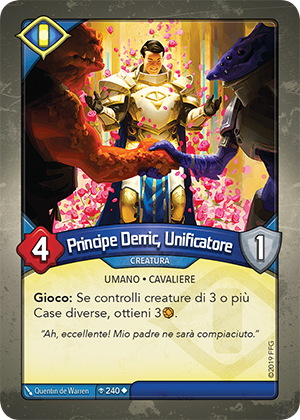 Principe Derric, Unificatore
CREATURA
4
1
UMANO • CAVALIERE
Gioco: Se controlli creature di 3 o più
Case diverse, ottieni 3.
"Ah, eccellente! Mio padre ne sarà compiaciuto."
Quentin de Warren
240
©2019 FFG